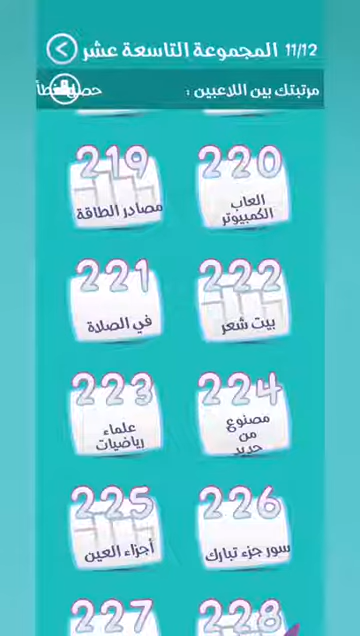 11/12 المجموعة التاسعة عشر
مرتبتك بين اللاعبين :
220
العاب
الكمبيوتر
219
مصادر الطاقة
222
بيت شعر
221
في الصلاة
224
مصنوع
من
حديد
223
علماء
رياضيات
226
سور جزء تبارك
225
أجزاء العين
228
227